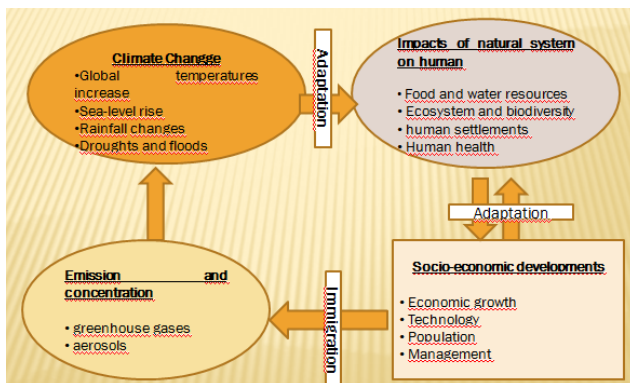 Climate Changge
•Global temperatures
increase
•Sea-level rise
•Rainfall changes
•Droughts and floods
Adaptation
Impacts of natural system
on human
• Food and water resources
• Ecosystem and biodiversity
• human settlements
• Human health
Adaptation
Emission and
concentration
• greenhouse gases
• aerosols
Immigration
Socio-economic developments
• Economic growth
• Technology
• Population
• Management